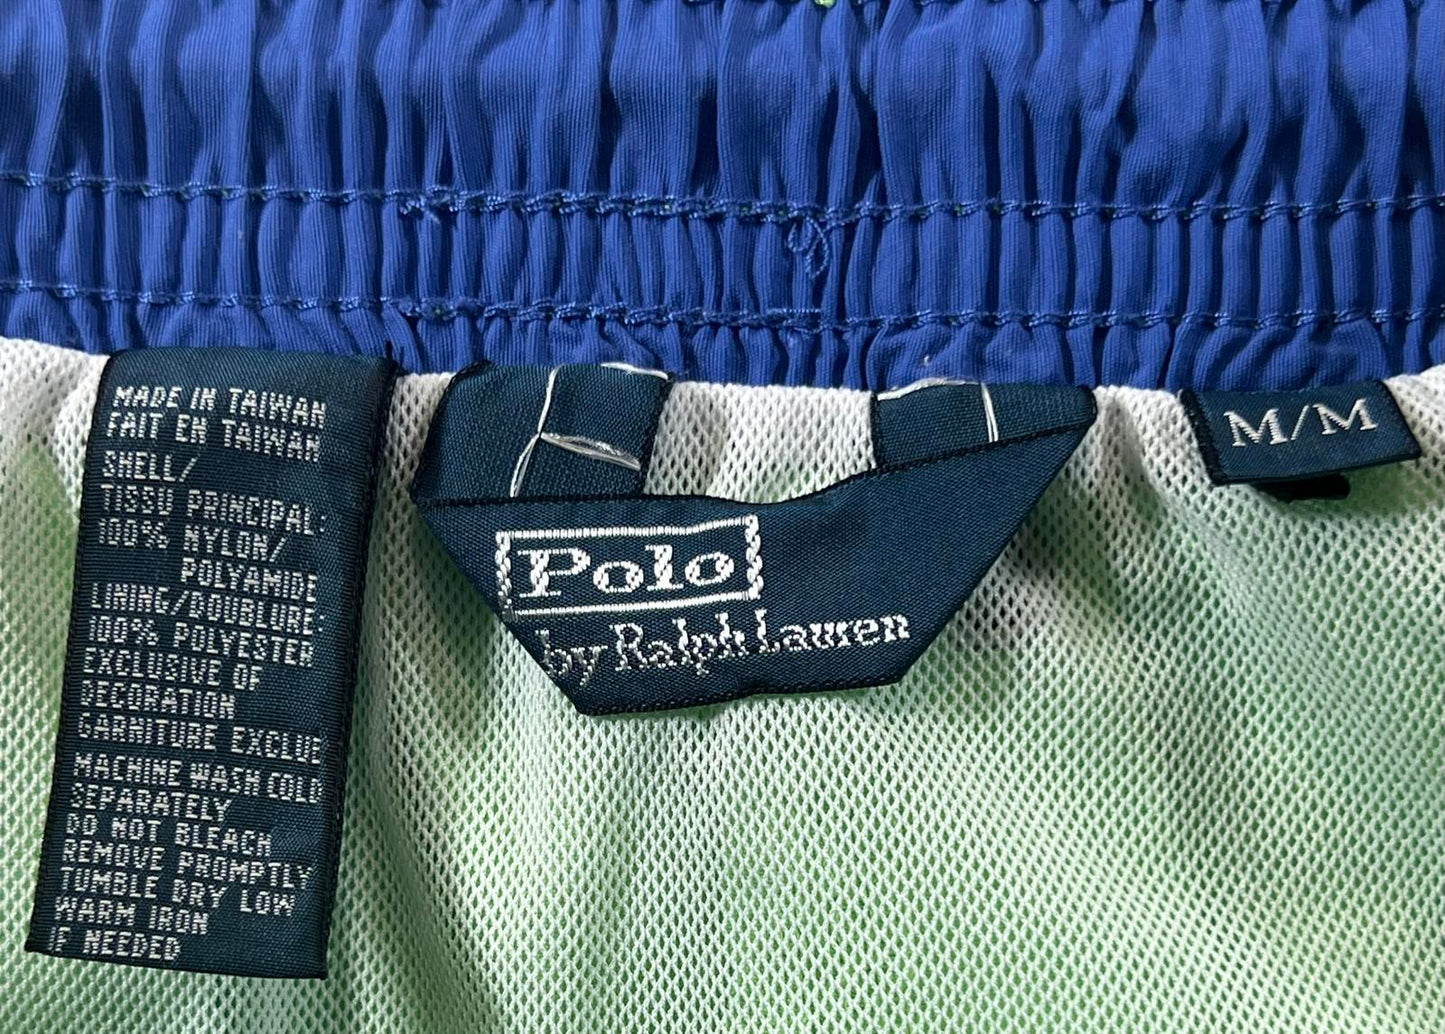 MADE IN TAIWAN
FAIT EN TAIWAN
SHELL/
TISSU PRINCIPAL:
100% NYLON/
POLYAMIDE
LINING/DOUBLURE:
100% POLYESTER
EXCLUSIVE OF
DECORATION
GARNITURE EXCLUE
MACHINE WASH COLD
SEPARATELY
DO NOT BLEACH
REMOVE PROMPTLY
TUMBLE DRY LOW
WARM IRON
IF NEEDED
Polo
by Ralph Lauren
M/M